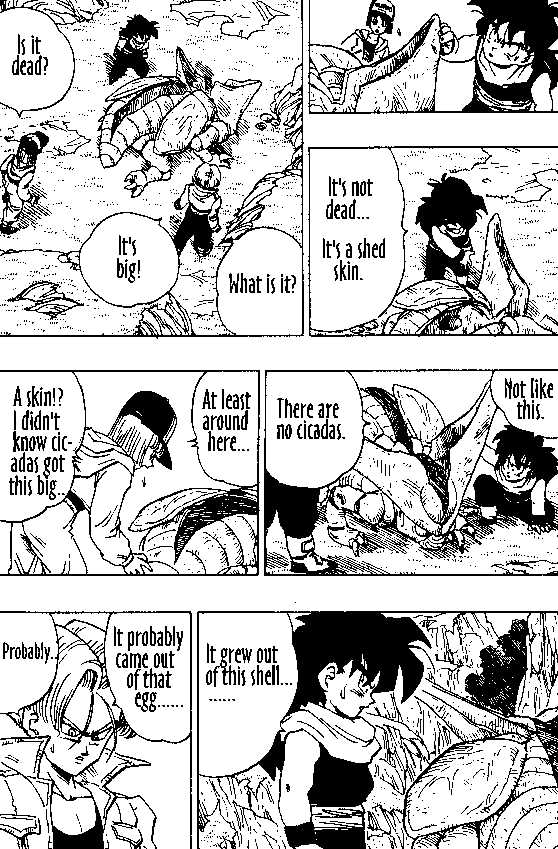 Is it
dead?
It's
big!
What is it?
It's not
dead...
It's a shed
skin.
A skin!?
I didn't
know cic-
adas got
this big.
At least
around
here...
There are
no cicadas.
Not like
this.
Probably..
It probably
came out
of that
egg......
It grew out
of this shell...
......